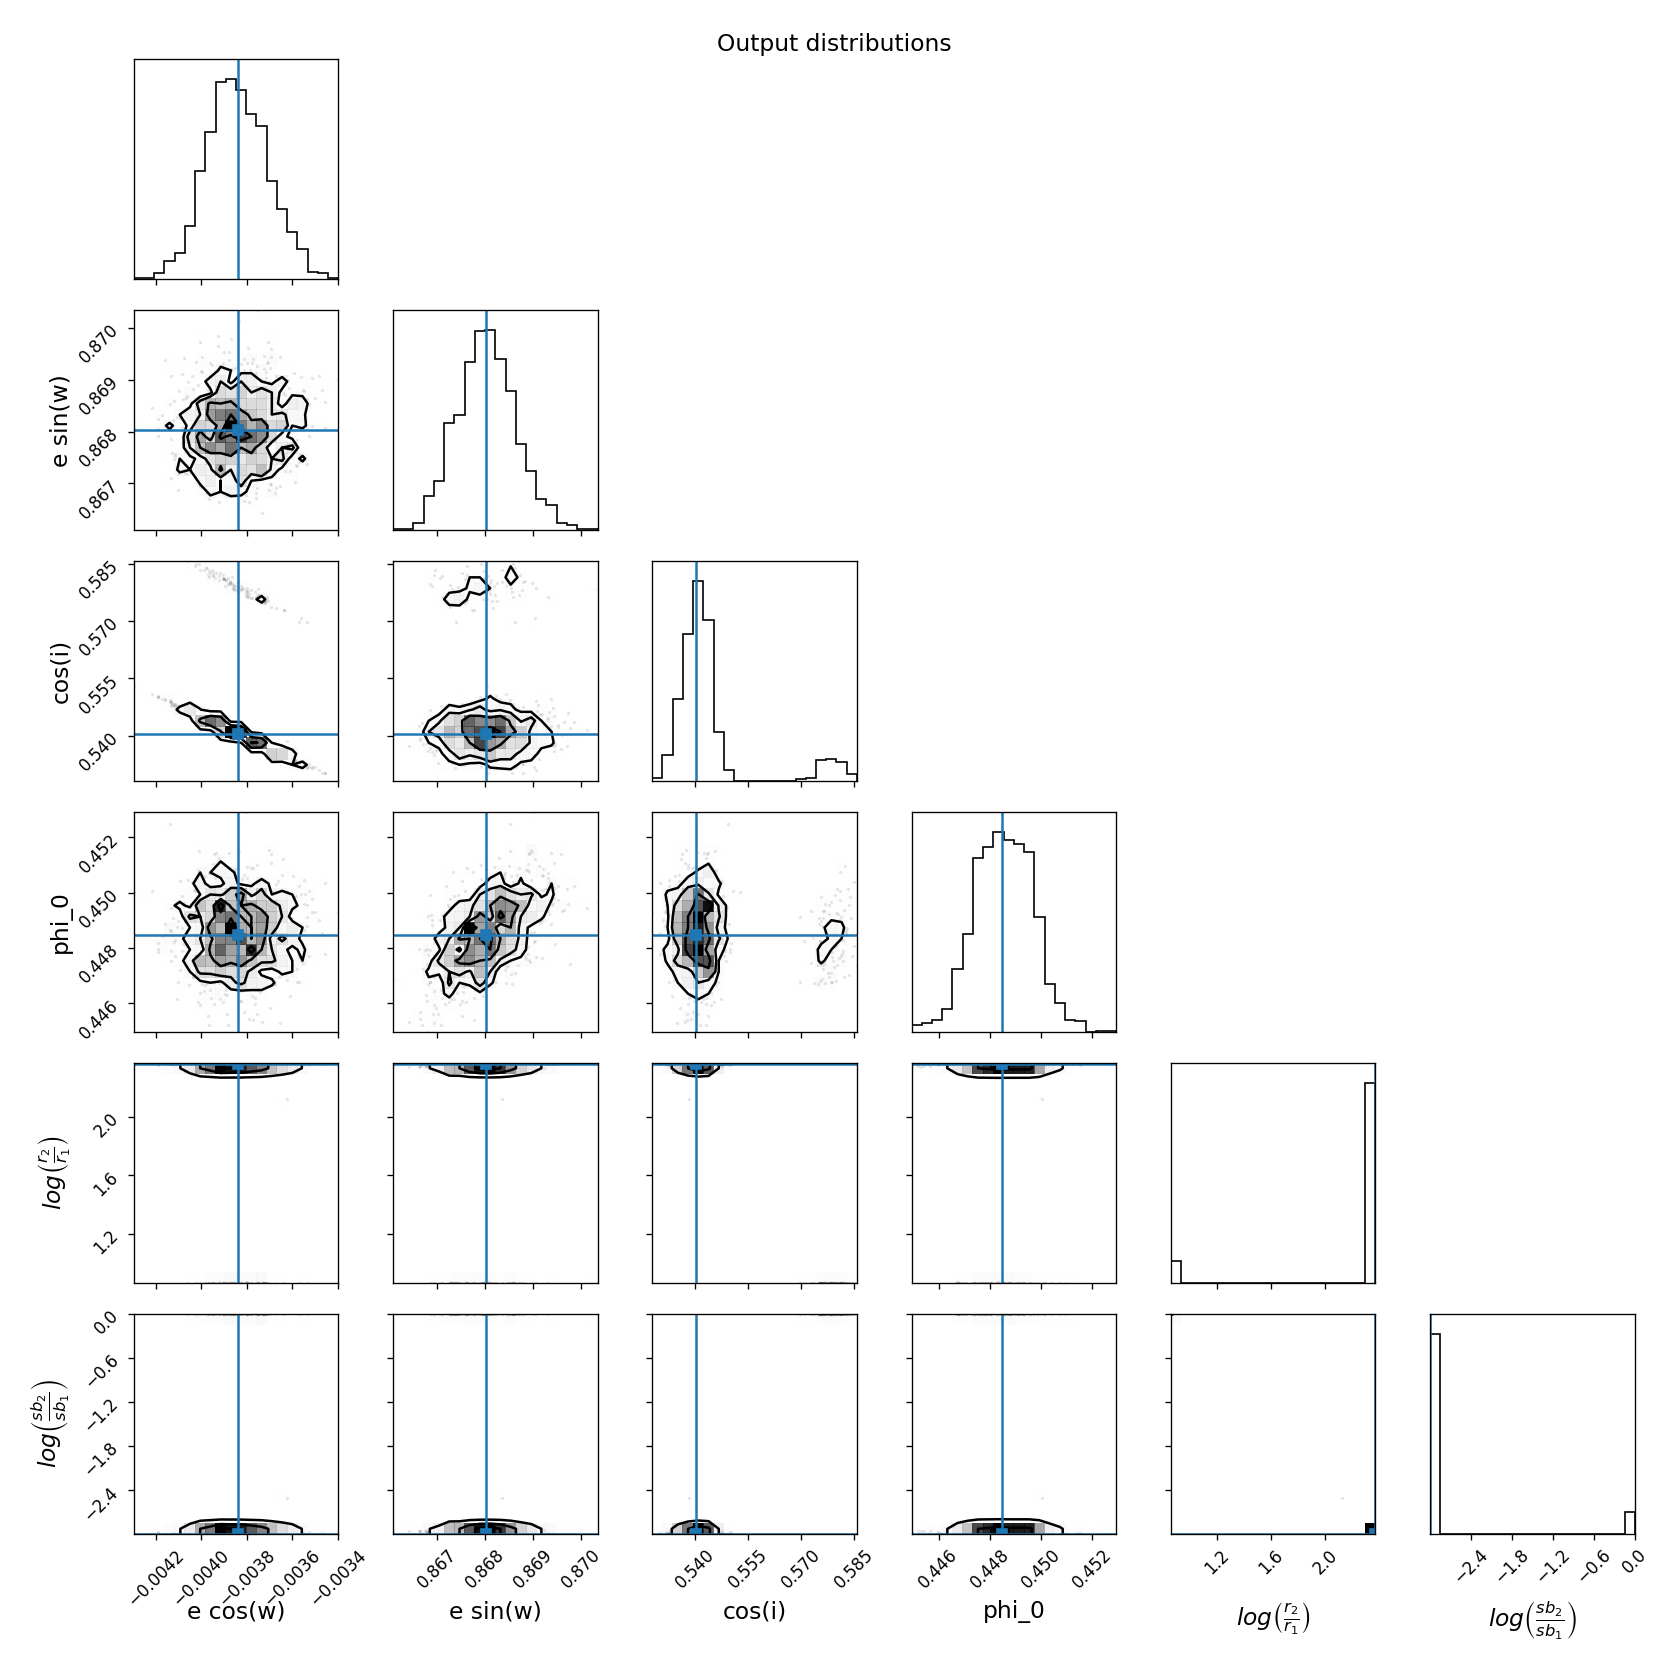 Output distributions
0.870
0.869
0.868
0.867
e sin(w)
0.585
0.570
0.555
0.540
cos(i)
0.452
0.450
0.448
0.446
phi_0
2.0
1.6
1.2
log(r₂/r₁)
0.0
−0.6
−1.2
−1.8
−2.4
log(sb₂/sb₁)
−0.0042 −0.0040 −0.0038 −0.0036 −0.0034
0.867 0.868 0.869 0.870
0.540 0.555 0.570 0.585
0.446 0.448 0.450 0.452
1.2 1.6 2.0
−2.4 −1.8 −1.2 −0.6 0.0
e cos(w)
e sin(w)
cos(i)
phi_0
log(r₂/r₁)
log(sb₂/sb₁)